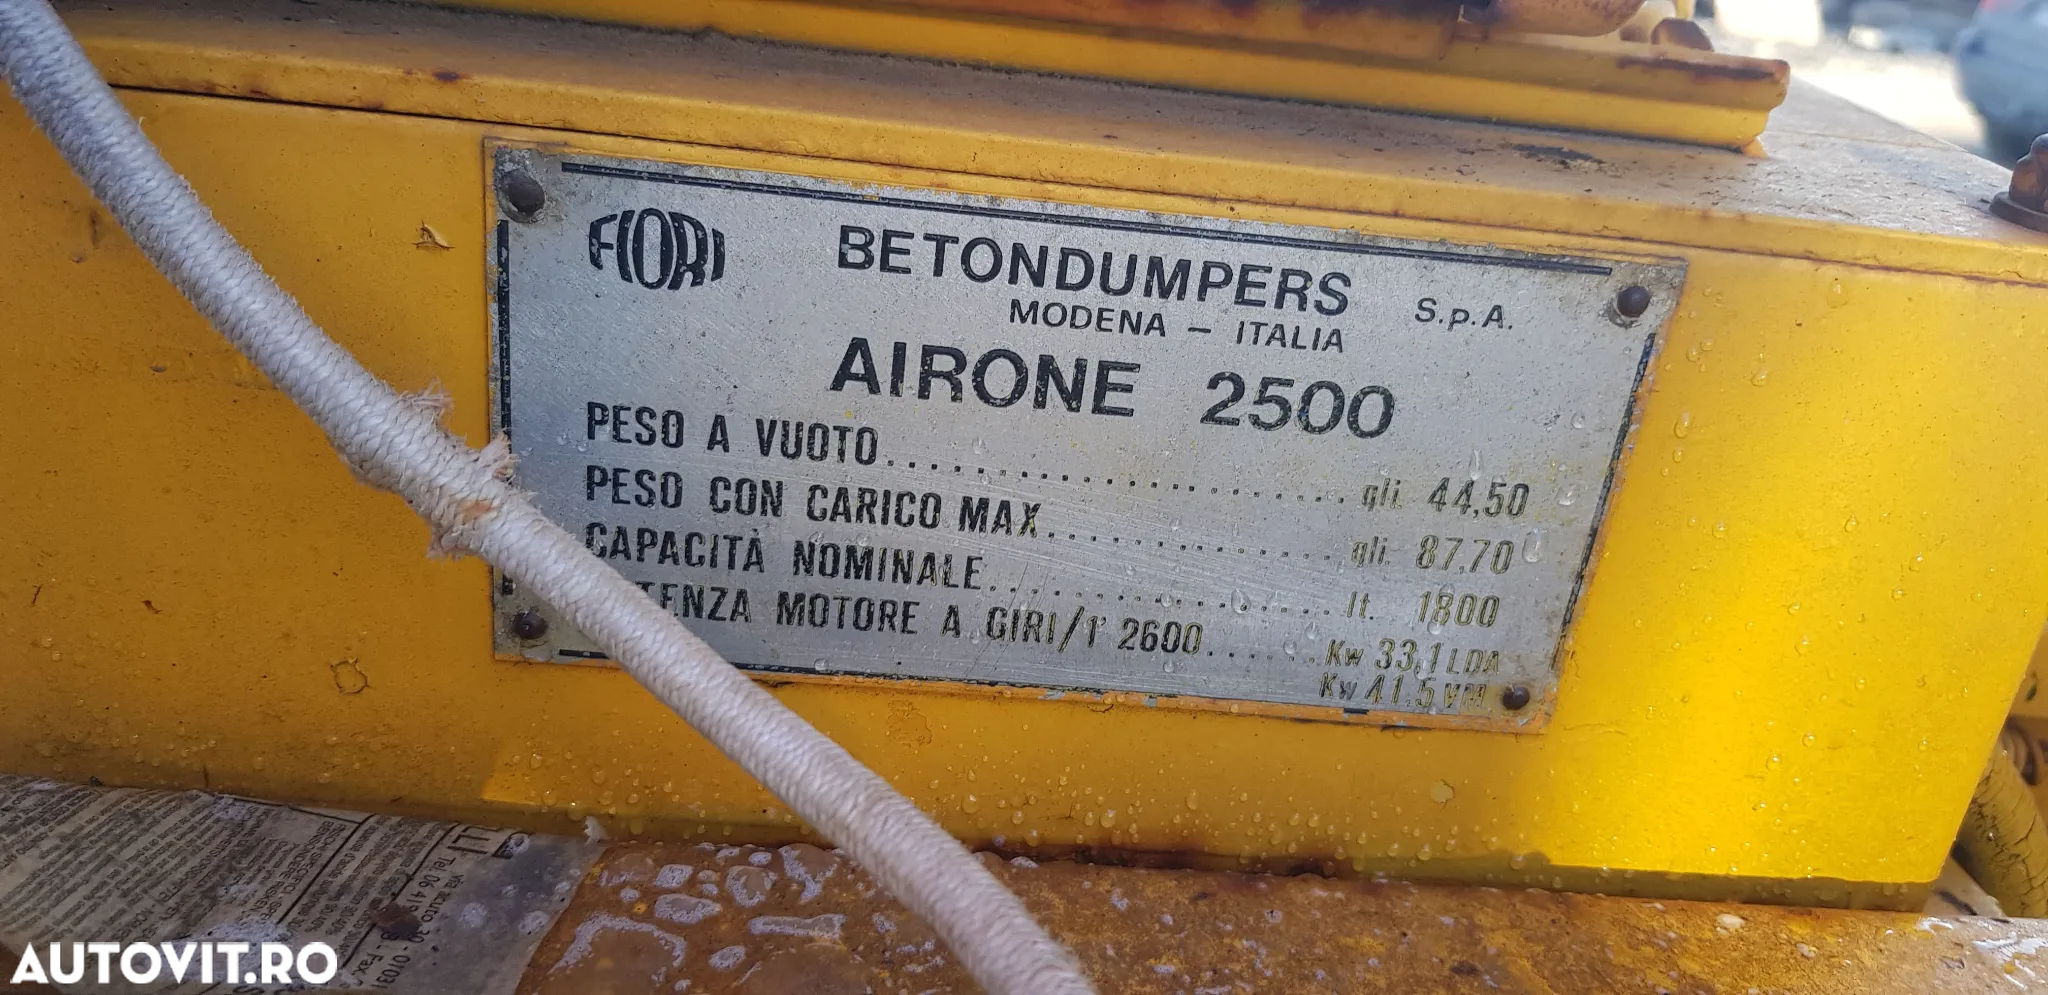 FIORI BETONDUMPERS S.p.A.
MODENA - ITALIA
AIRONE 2500
PESO A VUOTO.............................. qli. 44,50
PESO CON CARICO MAX.................. qli. 87,70
CAPACITÀ NOMINALE...................... lt. 1800
TENZA MOTORE A GIRI/1' 2600....... Kw 33,1 LDA
Kw 41,5 VM
AUTOVIT.RO